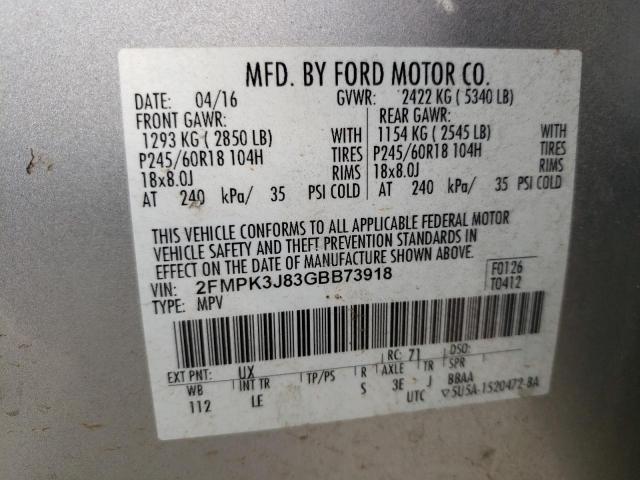 MFD. BY FORD MOTOR CO.
DATE: 04/16 GVWR: 2422 KG ( 5340 LB)
FRONT GAWR: REAR GAWR:
1293 KG ( 2850 LB) WITH 1154 KG ( 2545 LB) WITH
P245/60R18 104H TIRES P245/60R18 104H TIRES
18x8.0J RIMS 18x8.0J RIMS
AT 240 kPa/ 35 PSI COLD AT 240 kPa/ 35 PSI COLD
THIS VEHICLE CONFORMS TO ALL APPLICABLE FEDERAL MOTOR
VEHICLE SAFETY AND THEFT PREVENTION STANDARDS IN
EFFECT ON THE DATE OF MANUFACTURE SHOWN ABOVE.
VIN: 2FMPK3J83GBB73918 F0126
TYPE: MPV T0412
EXT PNT: UX RC: 71 DSO:
WB INT TR TP/PS R AXLE TR SPR
112 LE S 3E J BBAA
UTC ▽5U5A-1520472-BA